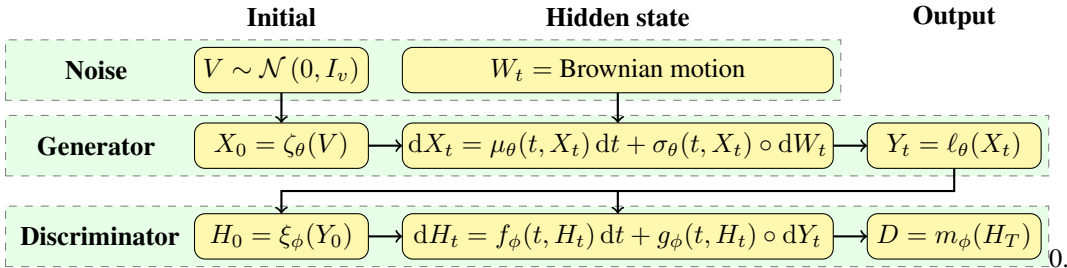 Initial Hidden state Output
Noise V ∼ 𝒩(0, I_v) W_t = Brownian motion
Generator X_0 = ζ_θ(V) dX_t = μ_θ(t, X_t) dt + σ_θ(t, X_t) ∘ dW_t Y_t = ℓ_θ(X_t)
Discriminator H_0 = ξ_ϕ(Y_0) dH_t = f_ϕ(t, H_t) dt + g_ϕ(t, H_t) ∘ dY_t D = m_ϕ(H_T) 0.